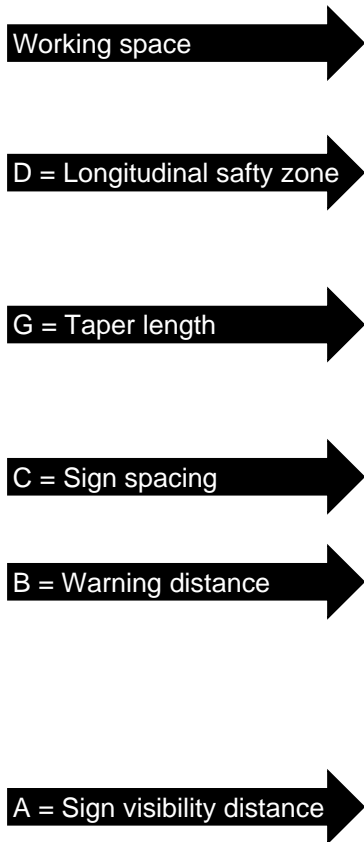 Working space
D = Longitudinal safty zone
G = Taper length
C = Sign spacing
B = Warning distance
A = Sign visibility distance